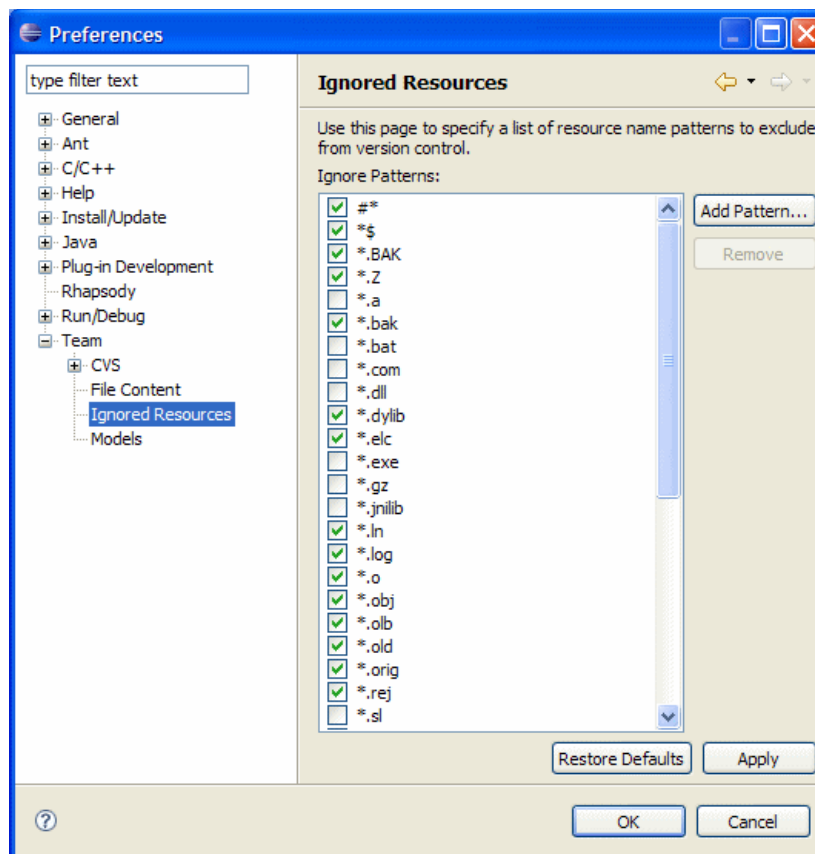 Preferences
type filter text
General
Ant
C/C++
Help
Install/Update
Java
Plug-in Development
Rhapsody
Run/Debug
Team
CVS
File Content
Ignored Resources
Models
Ignored Resources
Use this page to specify a list of resource name patterns to exclude
from version control.
Ignore Patterns:
#*
*$
*.BAK
*.Z
*.a
*.bak
*.bat
*.com
*.dll
*.dylib
*.elc
*.exe
*.gz
*.jnilib
*.ln
*.log
*.o
*.obj
*.olb
*.old
*.orig
*.rej
*.sl
Add Pattern...
Remove
Restore Defaults
Apply
OK
Cancel